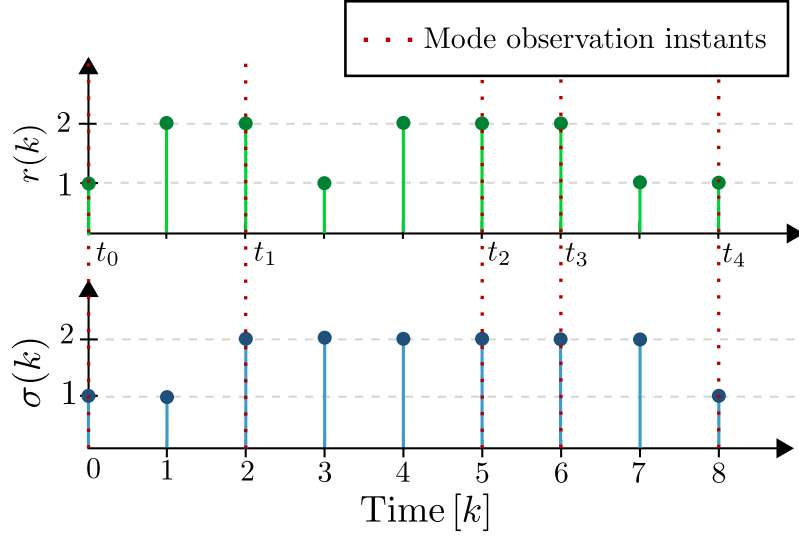 Mode observation instants
r(k)
2
1
t₀ t₁ t₂ t₃ t₄
σ(k)
2
1
0 1 2 3 4 5 6 7 8
Time [k]